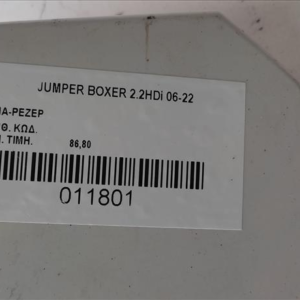 JUMPER BOXER 2.2HDi 06-22
ΙΑ-ΡΕΖΕΡ
Θ. ΚΩΔ.
. ΤΙΜΗ. 86,80
011801